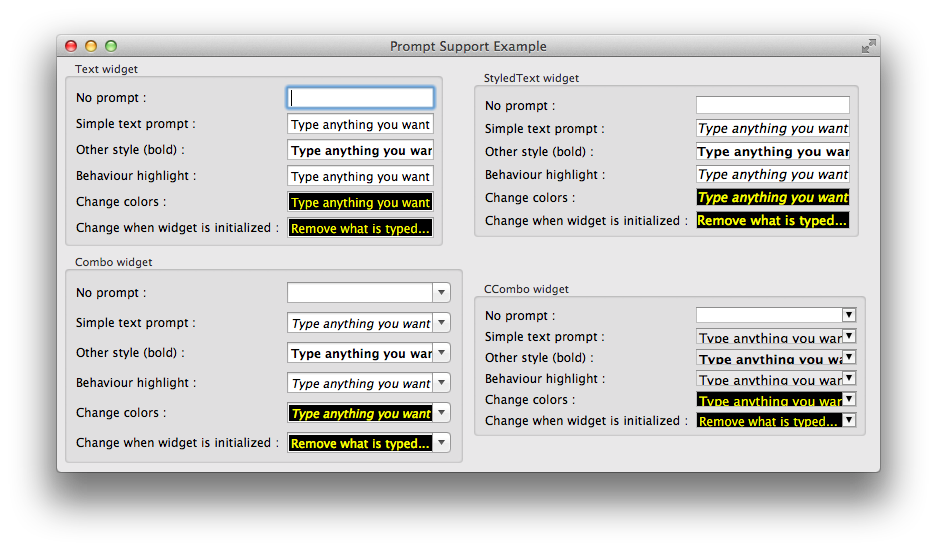 Prompt Support Example
Text widget
No prompt :
Simple text prompt : Type anything you want
Other style (bold) : Type anything you war
Behaviour highlight : Type anything you want
Change colors : Type anything you want
Change when widget is initialized : Remove what is typed...
StyledText widget
No prompt :
Simple text prompt : Type anything you want
Other style (bold) : Type anything you war
Behaviour highlight : Type anything you want
Change colors : Type anything you want
Change when widget is initialized : Remove what is typed...
Combo widget
No prompt :
Simple text prompt : Type anything you want
Other style (bold) : Type anything you war
Behaviour highlight : Type anything you want
Change colors : Type anything you want
Change when widget is initialized : Remove what is typed...
CCombo widget
No prompt :
Simple text prompt : Type anything you war
Other style (bold) : Type anything you wa
Behaviour highlight : Type anything you war
Change colors : Type anything you war
Change when widget is initialized : Remove what is typed...